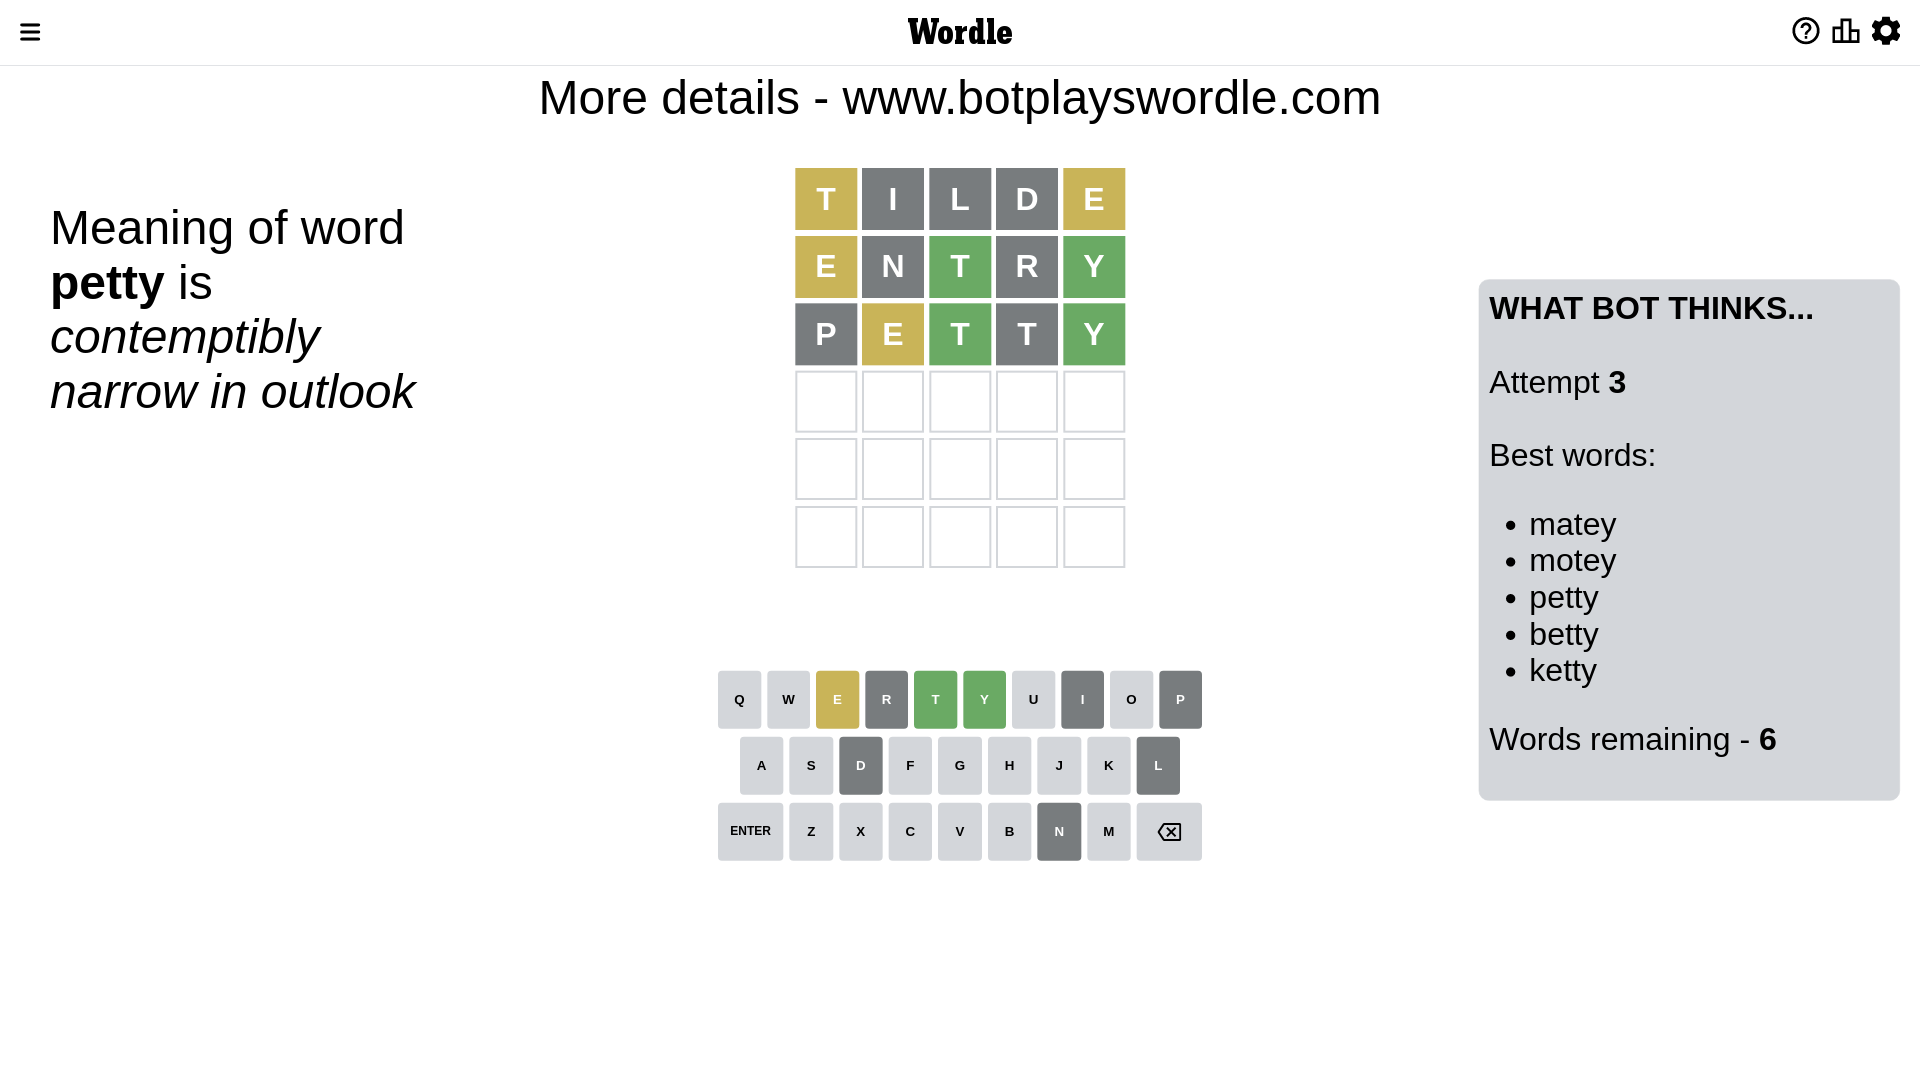 Wordle
More details - www.botplayswordle.com
Meaning of word
petty is
contemptibly
narrow in outlook
T I L D E
E N T R Y
P E T T Y
WHAT BOT THINKS...
Attempt 3
Best words:
• matey
• motey
• petty
• betty
• ketty
Words remaining - 6
Q W E R T Y U I O P
A S D F G H J K L
ENTER Z X C V B N M